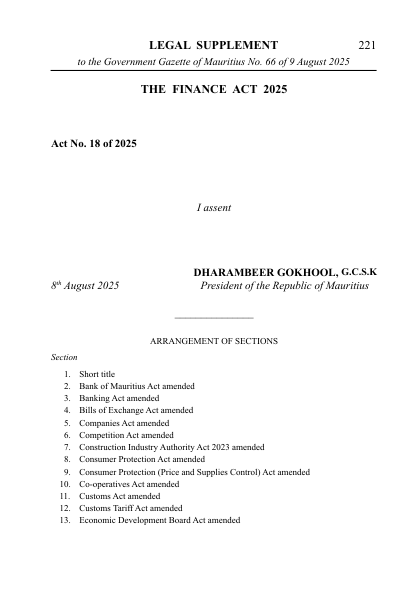 LEGAL SUPPLEMENT 221
to the Government Gazette of Mauritius No. 66 of 9 August 2025
THE FINANCE ACT 2025
Act No. 18 of 2025
I assent
DHARAMBEER GOKHOOL, G.C.S.K
8th August 2025 President of the Republic of Mauritius
ARRANGEMENT OF SECTIONS
Section
1. Short title
2. Bank of Mauritius Act amended
3. Banking Act amended
4. Bills of Exchange Act amended
5. Companies Act amended
6. Competition Act amended
7. Construction Industry Authority Act 2023 amended
8. Consumer Protection Act amended
9. Consumer Protection (Price and Supplies Control) Act amended
10. Co-operatives Act amended
11. Customs Act amended
12. Customs Tariff Act amended
13. Economic Development Board Act amended